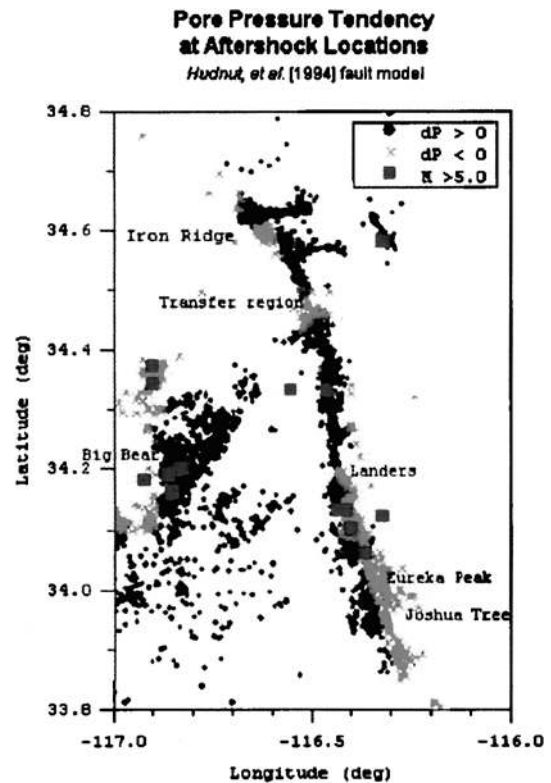 Pore Pressure Tendency
at Aftershock Locations
Hudnut, et al. [1994] fault model
34.8
34.6
34.4
34.2
34.0
33.8
Latitude (deg)
dP > 0
dP < 0
M >5.0
Iron Ridge
Transfer region
Big Bear
Landers
Eureka Peak
Joshua Tree
-117.0
-116.5
-116.0
Longitude (deg)